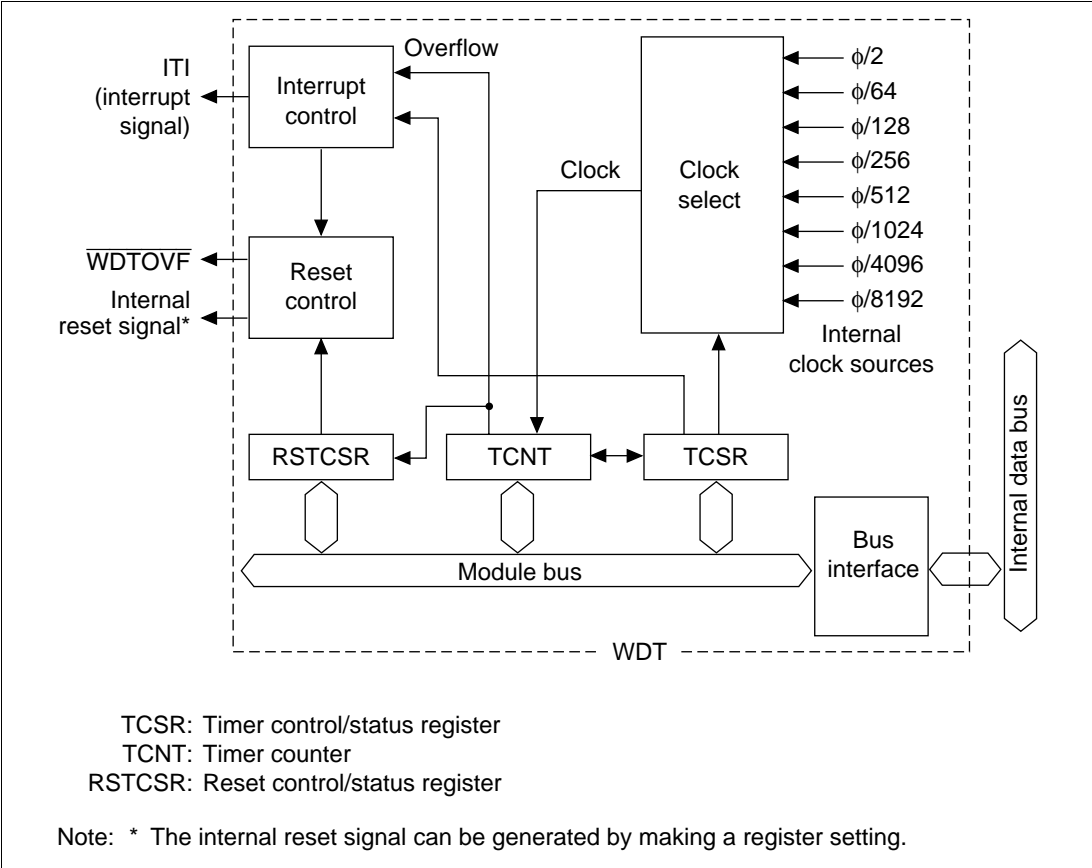 Overflow
ITI
(interrupt
signal)
Interrupt
control
WDTOVF
Internal
reset signal*
Reset
control
Clock
Clock
select
ϕ/2
ϕ/64
ϕ/128
ϕ/256
ϕ/512
ϕ/1024
ϕ/4096
ϕ/8192
Internal
clock sources
RSTCSR
TCNT
TCSR
Module bus
Bus
interface
Internal data bus
WDT
TCSR: Timer control/status register
TCNT: Timer counter
RSTCSR: Reset control/status register
Note: * The internal reset signal can be generated by making a register setting.